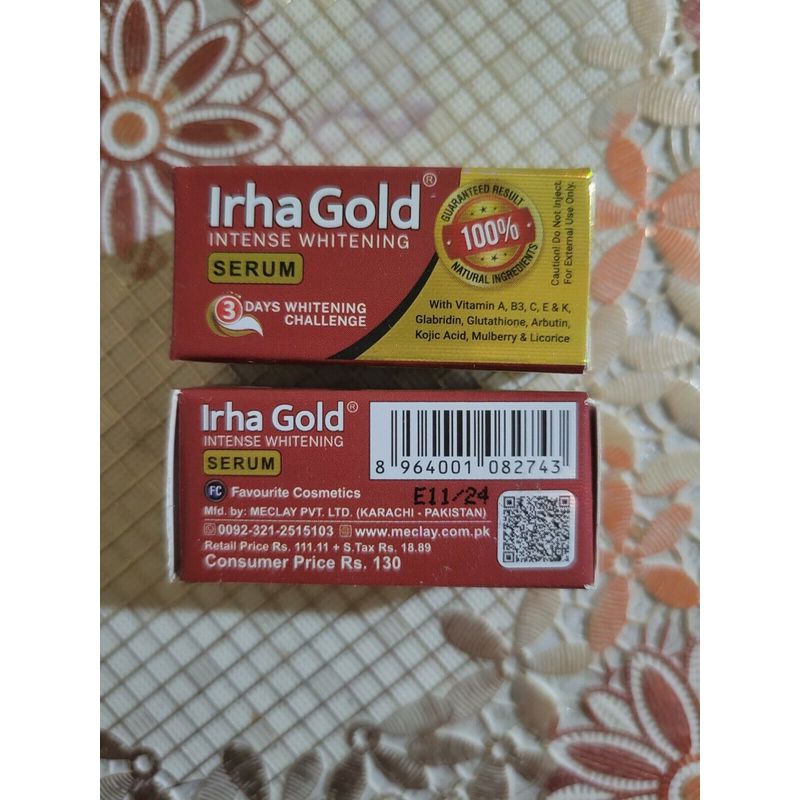 Irha Gold®
INTENSE WHITENING
SERUM
3 DAYS WHITENING
CHALLENGE
GUARANTEED RESULT
100%
NATURAL INGREDIENTS
With Vitamin A, B3, C, E & K,
Glabridin, Glutathione, Arbutin,
Kojic Acid, Mulberry & Licorice
Caution! Do Not Inject.
For External Use Only.
Irha Gold®
INTENSE WHITENING
SERUM
8 964001 082743
FC Favourite Cosmetics
E11/24
Mfd. by: MECLAY PVT. LTD. (KARACHI - PAKISTAN)
0092-321-2515103 www.meclay.com.pk
Retail Price Rs. 111.11 + S.Tax Rs. 18.89
Consumer Price Rs. 130